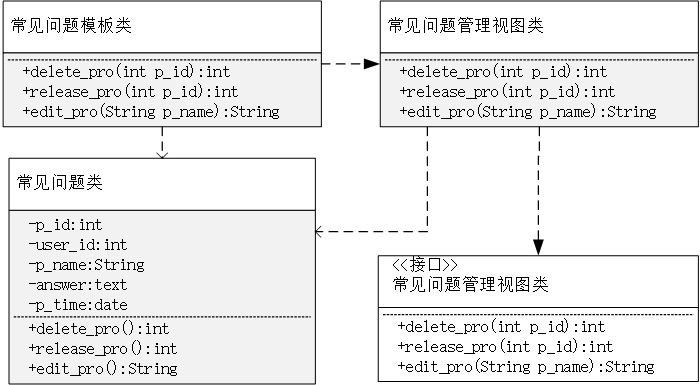 常见问题模板类
+delete_pro(int p_id):int
+release_pro(int p_id):int
+edit_pro(String p_name):String
常见问题管理视图类
+delete_pro(int p_id):int
+release_pro(int p_id):int
+edit_pro(String p_name):String
常见问题类
-p_id:int
-user_id:int
-p_name:String
-answer:text
-p_time:date
+delete_pro():int
+release_pro():int
+edit_pro():String
<<接口>>
常见问题管理视图类
+delete_pro(int p_id):int
+release_pro(int p_id):int
+edit_pro(String p_name):String